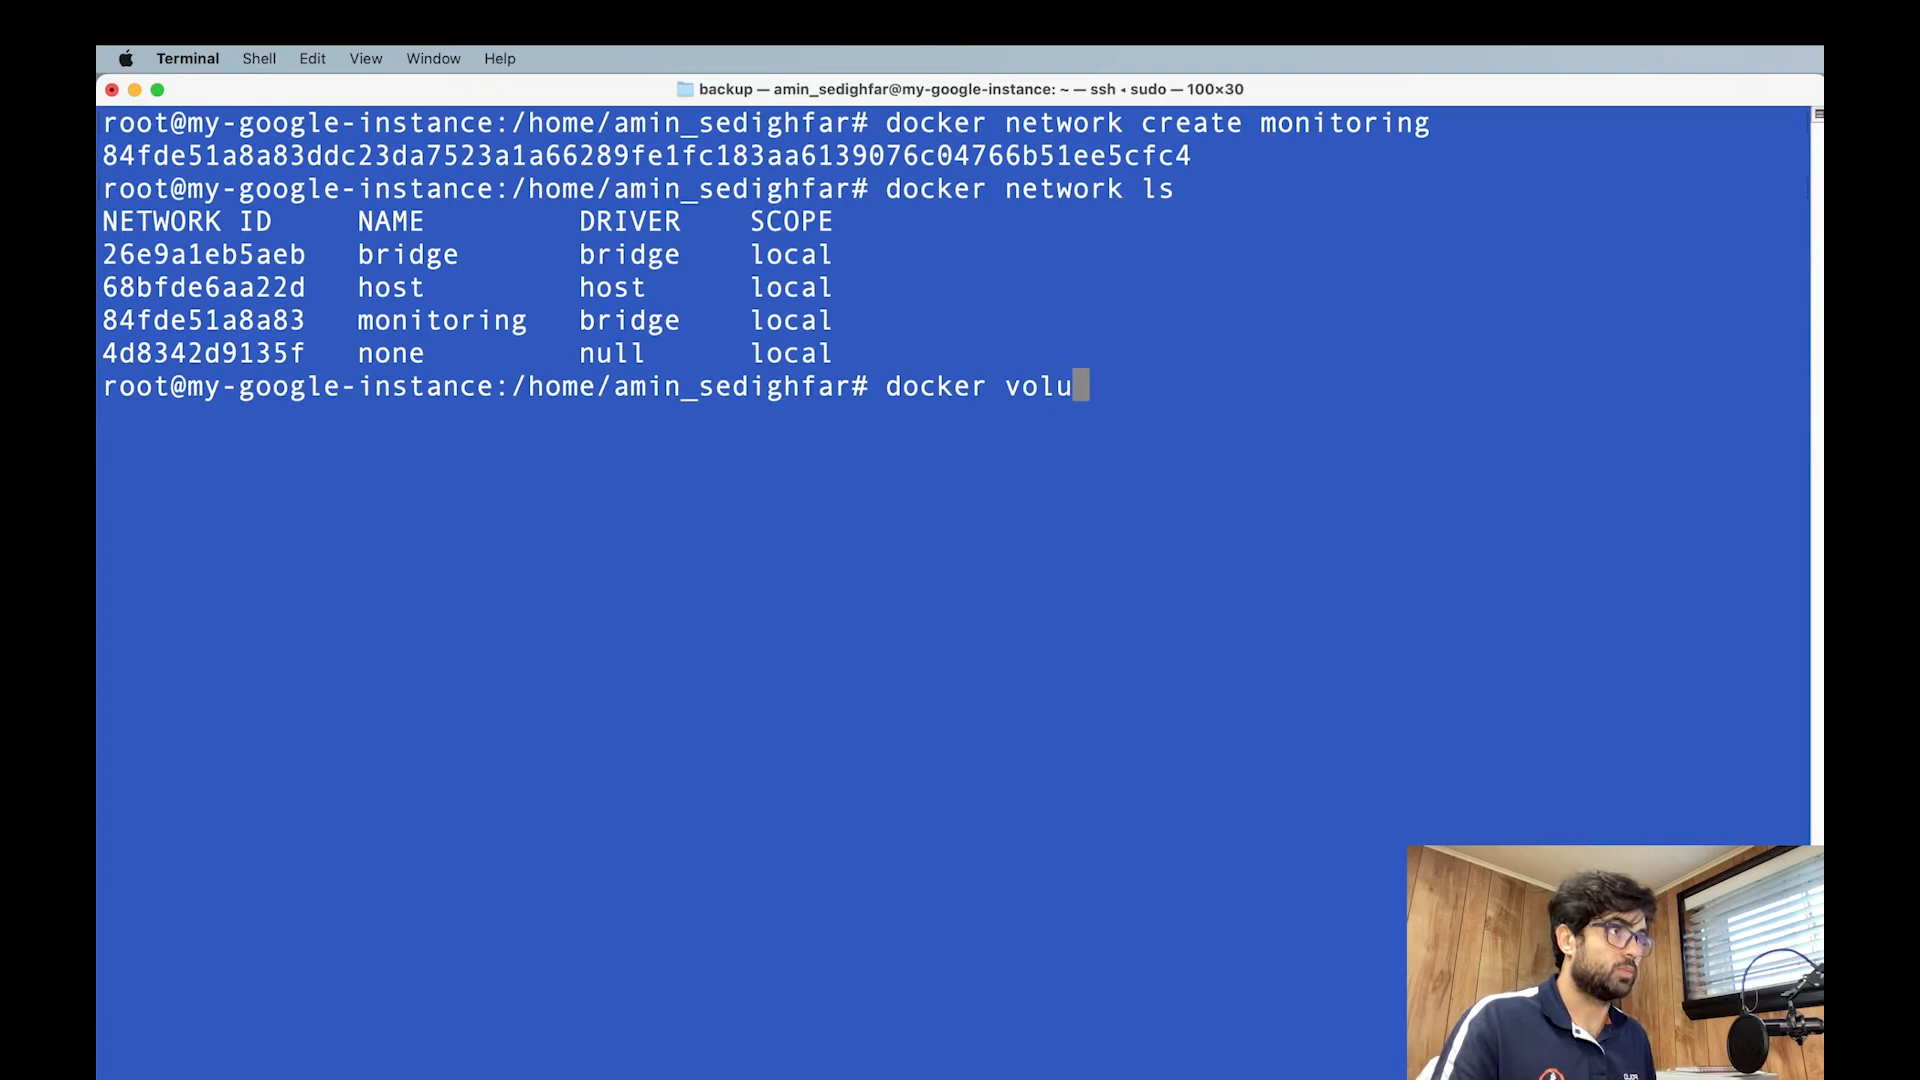 Terminal Shell Edit View Window Help
backup — amin_sedighfar@my-google-instance: ~ — ssh ◂ sudo — 100×30
root@my-google-instance:/home/amin_sedighfar# docker network create monitoring
84fde51a8a83ddc23da7523a1a66289fe1fc183aa6139076c04766b51ee5cfc4
root@my-google-instance:/home/amin_sedighfar# docker network ls
NETWORK ID NAME DRIVER SCOPE
26e9a1eb5aeb bridge bridge local
68bfde6aa22d host host local
84fde51a8a83 monitoring bridge local
4d8342d9135f none null local
root@my-google-instance:/home/amin_sedighfar# docker volu